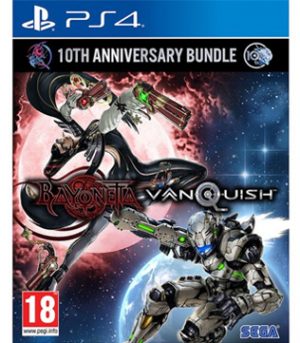 PS4
10TH ANNIVERSARY BUNDLE
BAYONETTA
VANQUISH
18
www.pegi.info
SEGA